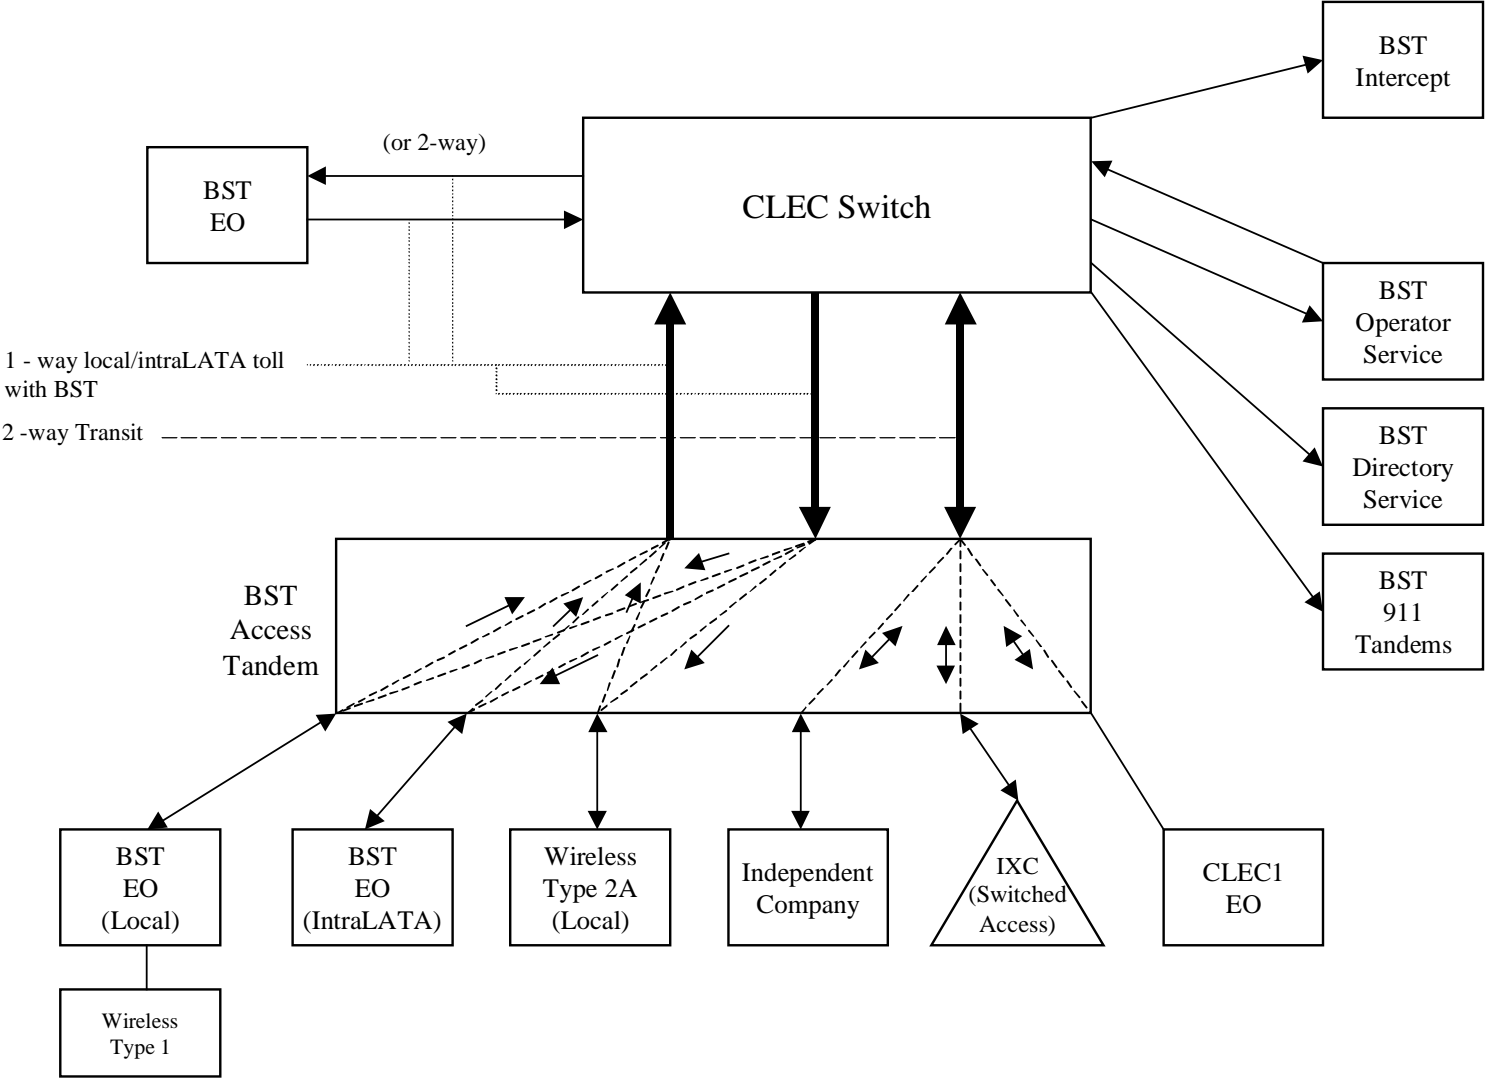 BST
Intercept
(or 2-way)
BST
EO
CLEC Switch
BST
Operator
Service
1 - way local/intraLATA toll
with BST
2 -way Transit
BST
Directory
Service
BST
911
Tandems
BST
Access
Tandem
BST
EO
(Local)
BST
EO
(IntraLATA)
Wireless
Type 2A
(Local)
Independent
Company
IXC
(Switched
Access)
CLEC1
EO
Wireless
Type 1